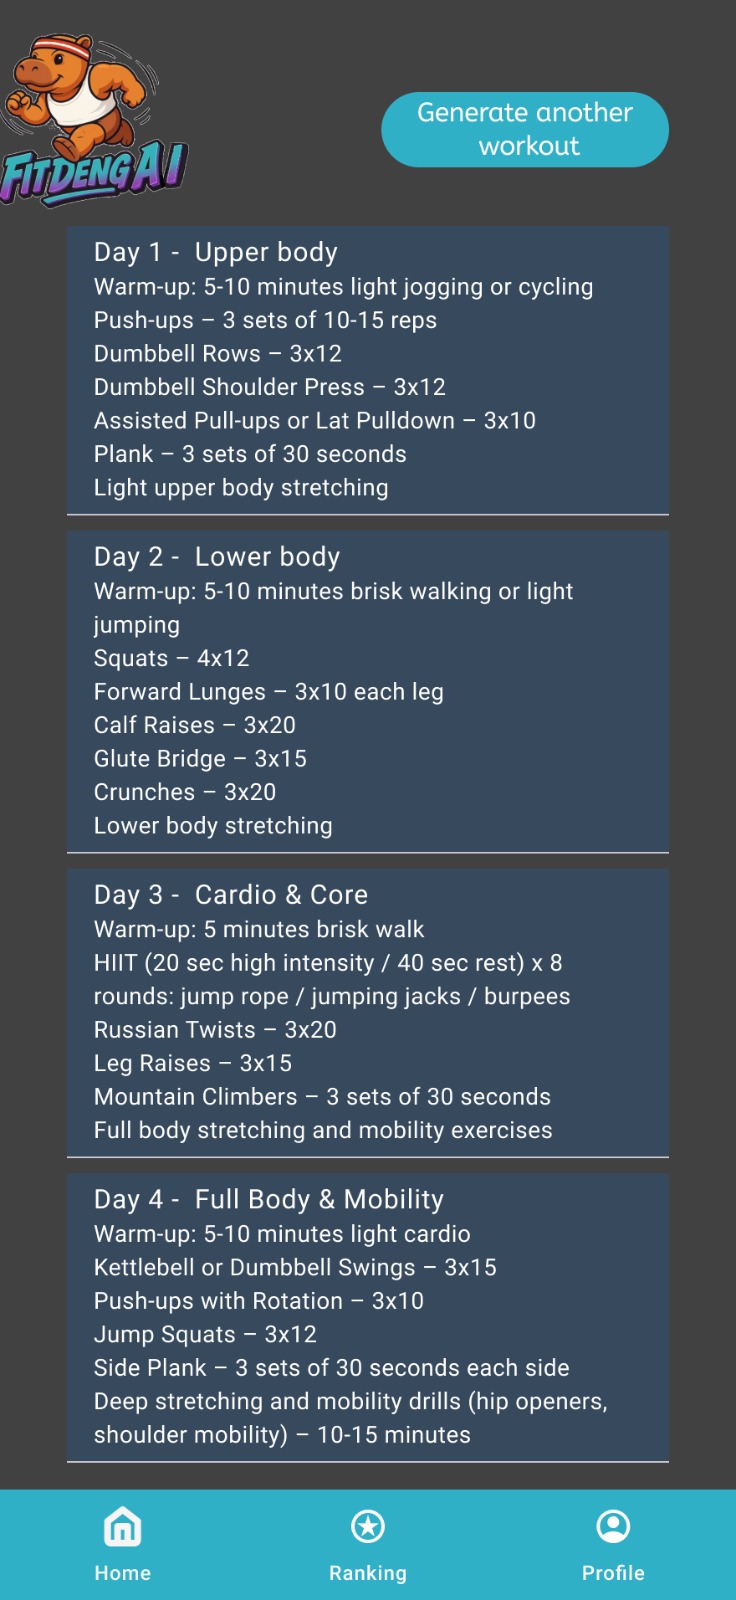 FITDENG AI
Generate another
workout
Day 1 -  Upper body
Warm-up: 5-10 minutes light jogging or cycling
Push-ups – 3 sets of 10-15 reps
Dumbbell Rows – 3x12
Dumbbell Shoulder Press – 3x12
Assisted Pull-ups or Lat Pulldown – 3x10
Plank – 3 sets of 30 seconds
Light upper body stretching
Day 2 -  Lower body
Warm-up: 5-10 minutes brisk walking or light
jumping
Squats – 4x12
Forward Lunges – 3x10 each leg
Calf Raises – 3x20
Glute Bridge – 3x15
Crunches – 3x20
Lower body stretching
Day 3 -  Cardio & Core
Warm-up: 5 minutes brisk walk
HIIT (20 sec high intensity / 40 sec rest) x 8
rounds: jump rope / jumping jacks / burpees
Russian Twists – 3x20
Leg Raises – 3x15
Mountain Climbers – 3 sets of 30 seconds
Full body stretching and mobility exercises
Day 4 -  Full Body & Mobility
Warm-up: 5-10 minutes light cardio
Kettlebell or Dumbbell Swings – 3x15
Push-ups with Rotation – 3x10
Jump Squats – 3x12
Side Plank – 3 sets of 30 seconds each side
Deep stretching and mobility drills (hip openers,
shoulder mobility) – 10-15 minutes
Home
Ranking
Profile